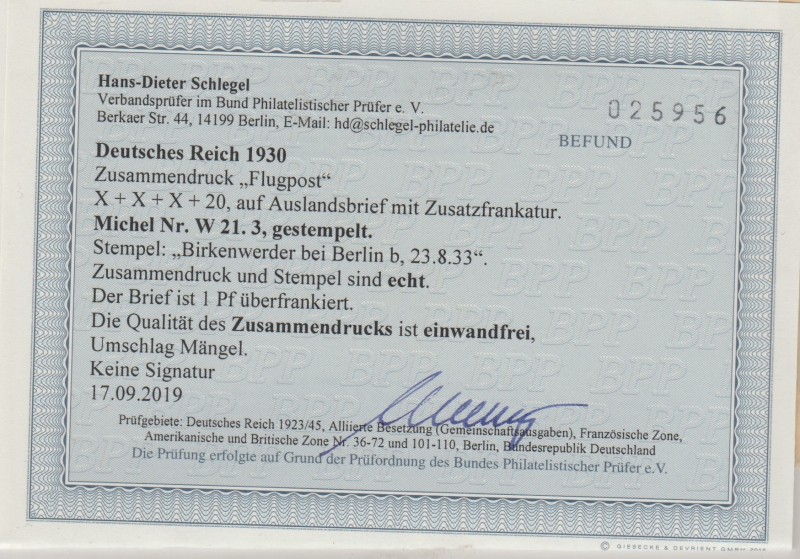 Hans-Dieter Schlegel
Verbandsprüfer im Bund Philatelistischer Prüfer e. V.
Berkaer Str. 44, 14199 Berlin, E-Mail: hd@schlegel-philatelie.de
025956
BEFUND
Deutsches Reich 1930
Zusammendruck „Flugpost“
X + X + X + 20, auf Auslandsbrief mit Zusatzfrankatur.
Michel Nr. W 21. 3, gestempelt.
Stempel: „Birkenwerder bei Berlin b, 23.8.33“.
Zusammendruck und Stempel sind echt.
Der Brief ist 1 Pf überfrankiert.
Die Qualität des Zusammendrucks ist einwandfrei,
Umschlag Mängel.
Keine Signatur
17.09.2019
Prüfgebiete: Deutsches Reich 1923/45, Alliierte Besetzung (Gemeinschaftsausgaben), Französische Zone,
Amerikanische und Britische Zone Nr. 36-72 und 101-110, Berlin, Bundesrepublik Deutschland
Die Prüfung erfolgte auf Grund der Prüfordnung des Bundes Philatelistischer Prüfer e.V.
© GIESECKE & DEVRIENT GMBH